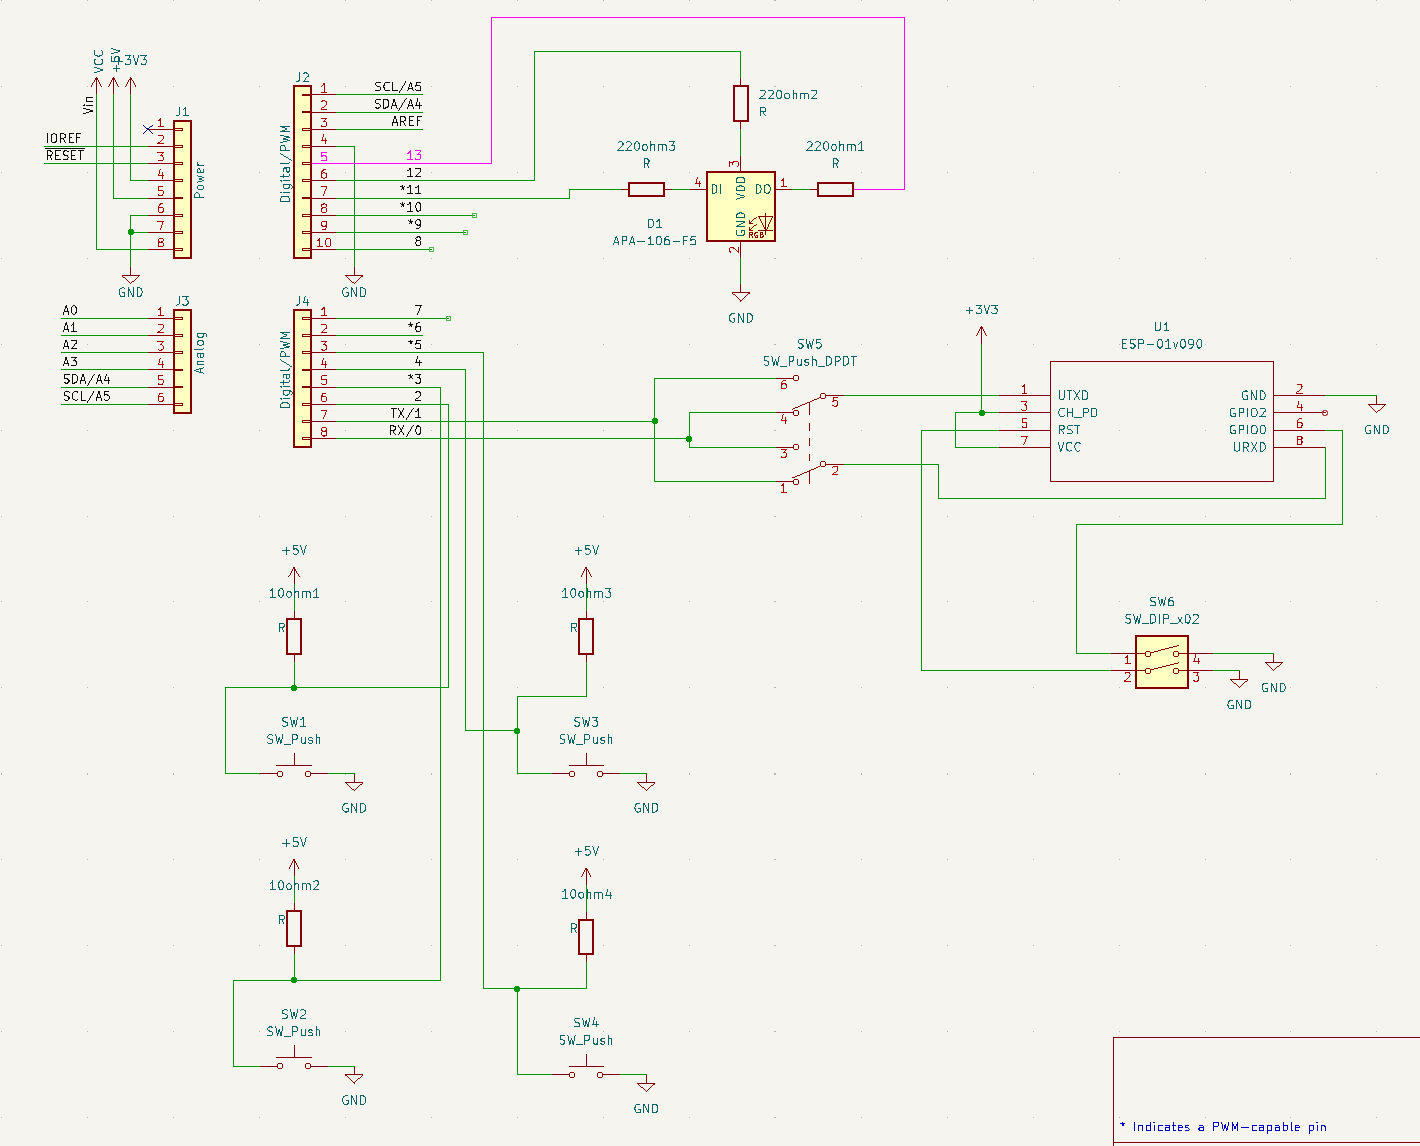 VCC
+5V
+3V3
Vin
J1
1
IOREF
2
RESET
3
4
5
6
7
8
Power
GND
J2
Digital/PWM
1
SCL/A5
2
SDA/A4
3
AREF
4
5
13
6
12
7
*11
8
*10
9
*9
10
8
GND
220ohm2
R
220ohm3
R
220ohm1
R
3
4
DI
VDD
DO
1
GND
RGB
2
D1
APA-106-F5
GND
J3
A0
1
A1
2
A2
3
A3
4
SDA/A4
5
SCL/A5
6
Analog
J4
Digital/PWM
1
7
2
*6
3
*5
4
4
5
*3
6
2
7
TX/1
8
RX/0
SW5
SW_Push_DPDT
6
5
4
3
2
1
+3V3
U1
ESP-01v090
1
UTXD
GND
2
3
CH_PD
GPIO2
4
5
RST
GPIO0
6
7
VCC
URXD
8
GND
SW6
SW_DIP_x02
1
4
2
3
GND
GND
+5V
10ohm1
R
SW1
SW_Push
GND
+5V
10ohm3
R
SW3
SW_Push
GND
+5V
10ohm2
R
SW2
SW_Push
GND
+5V
10ohm4
R
SW4
SW_Push
GND
* Indicates a PWM-capable pin